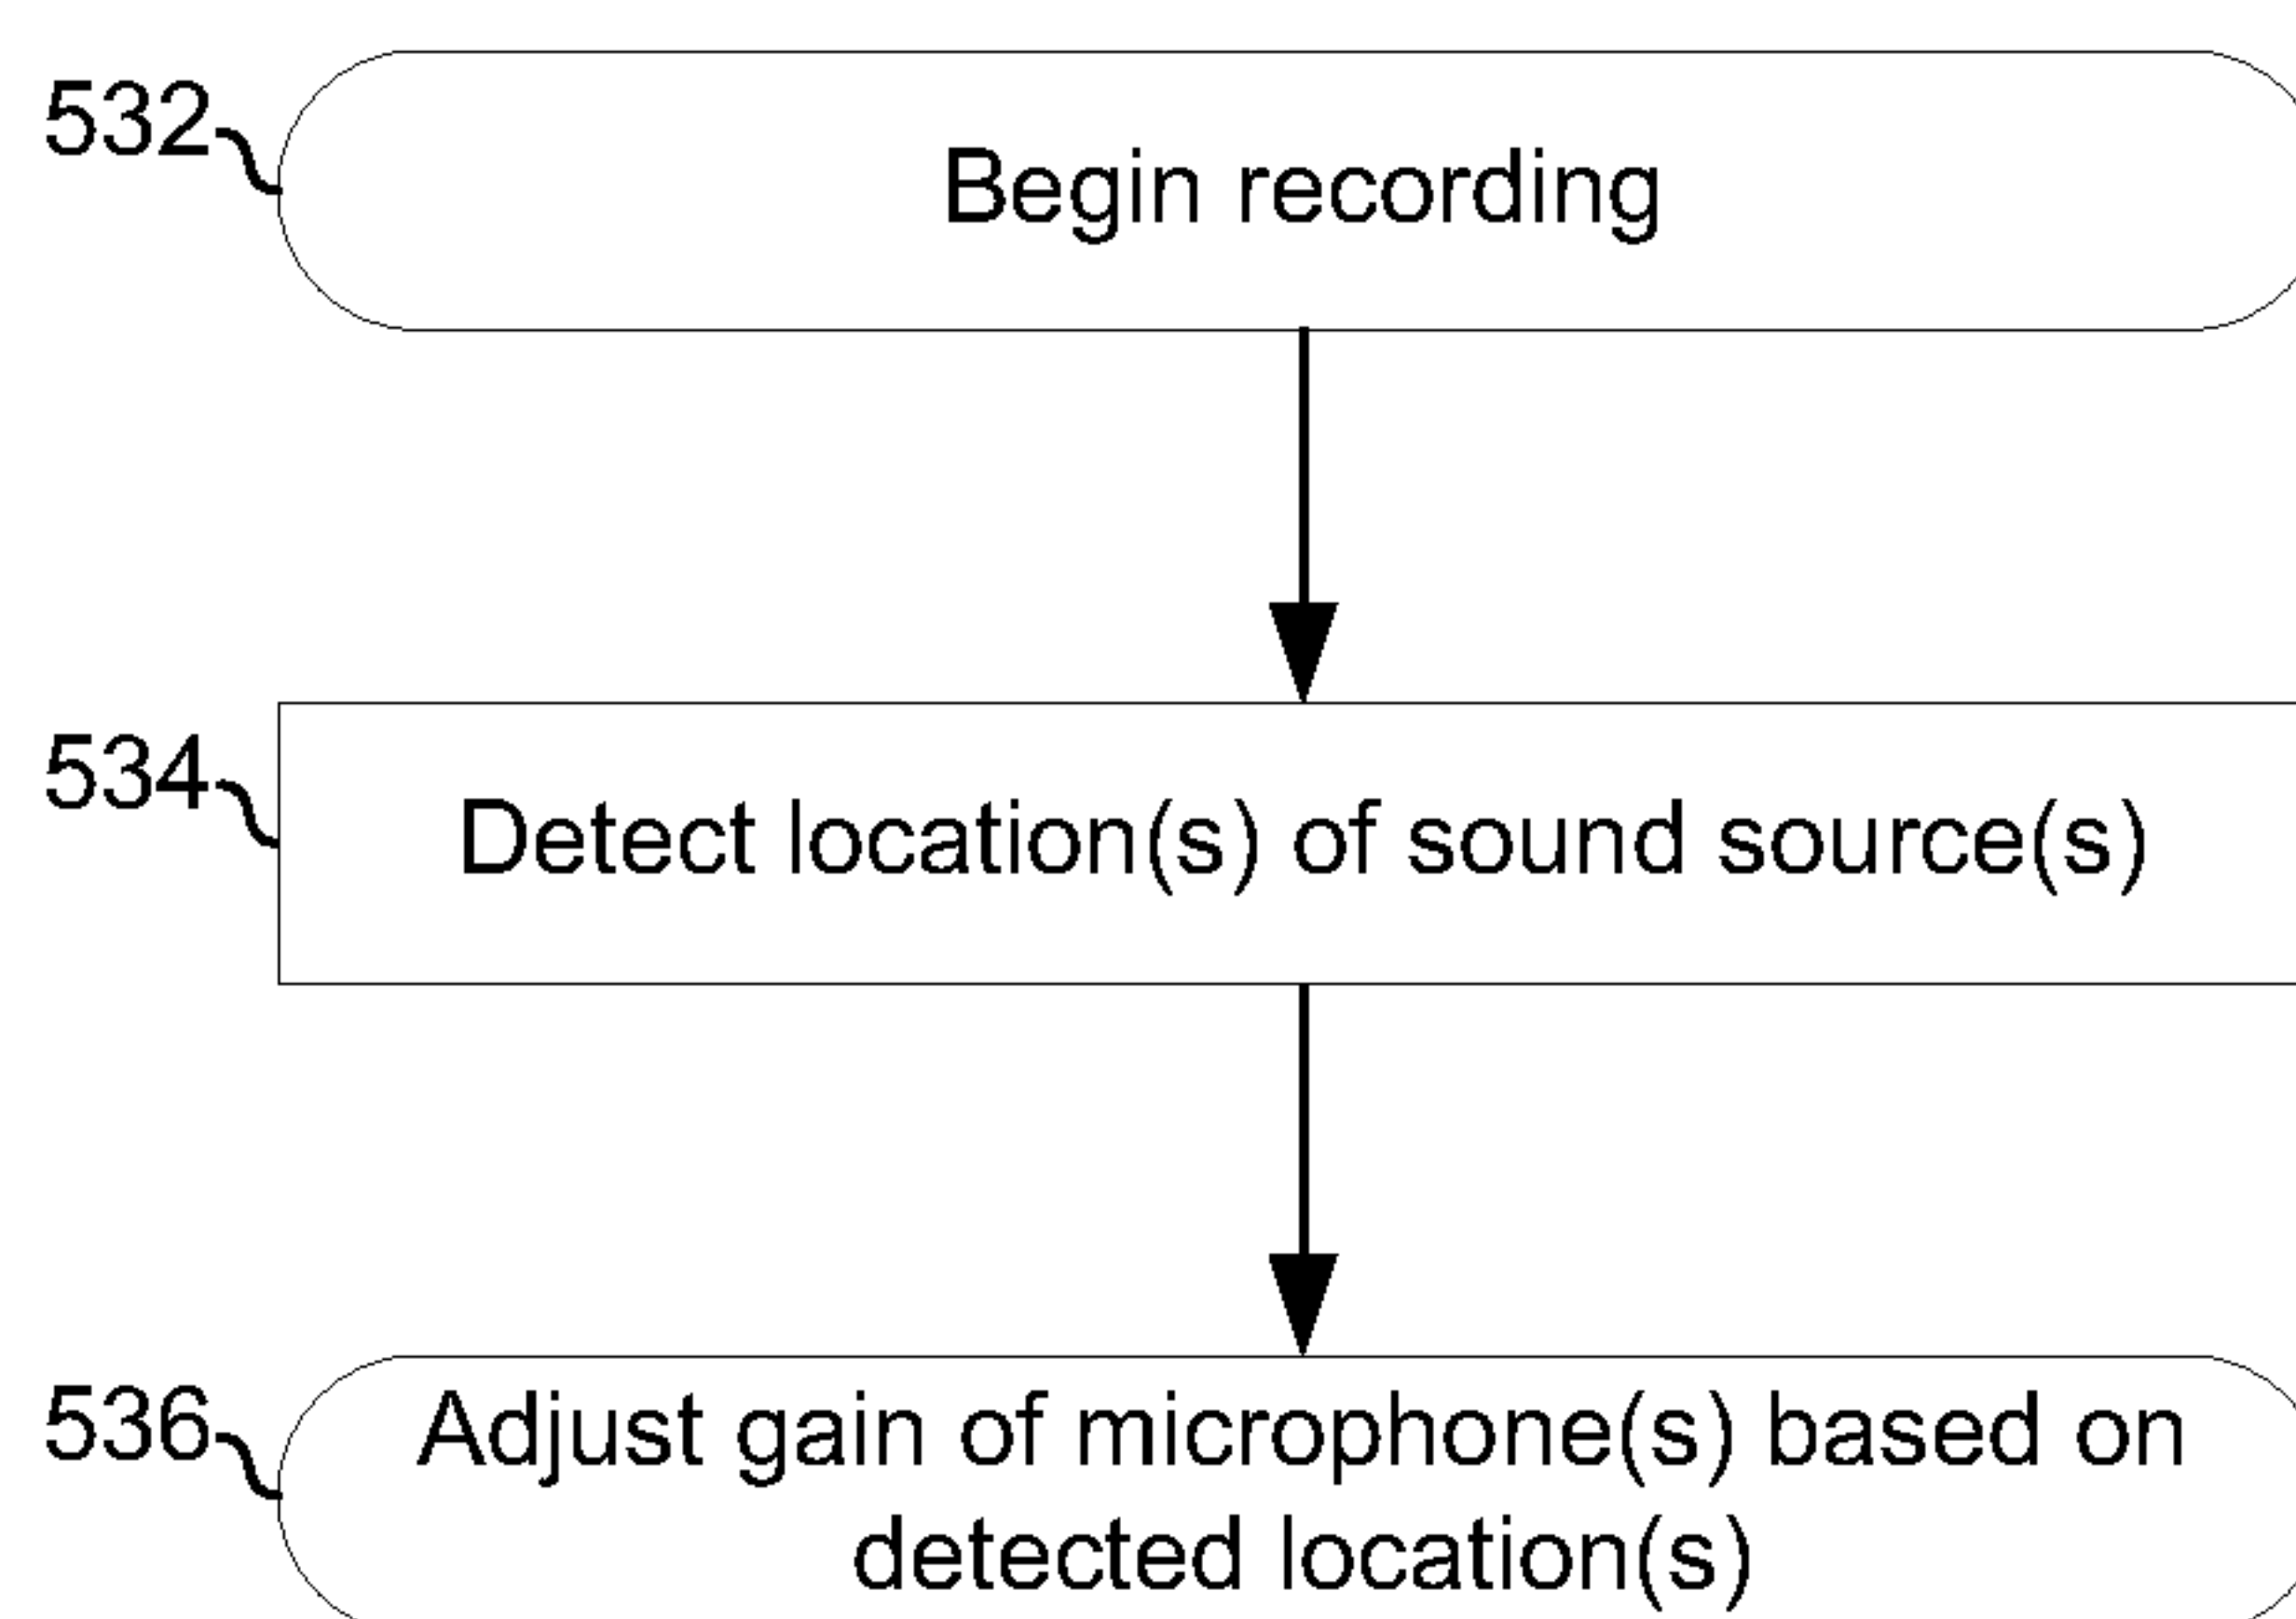 532
Begin recording
534
Detect location(s) of sound source(s)
536
Adjust gain of microphone(s) based on
detected location(s)